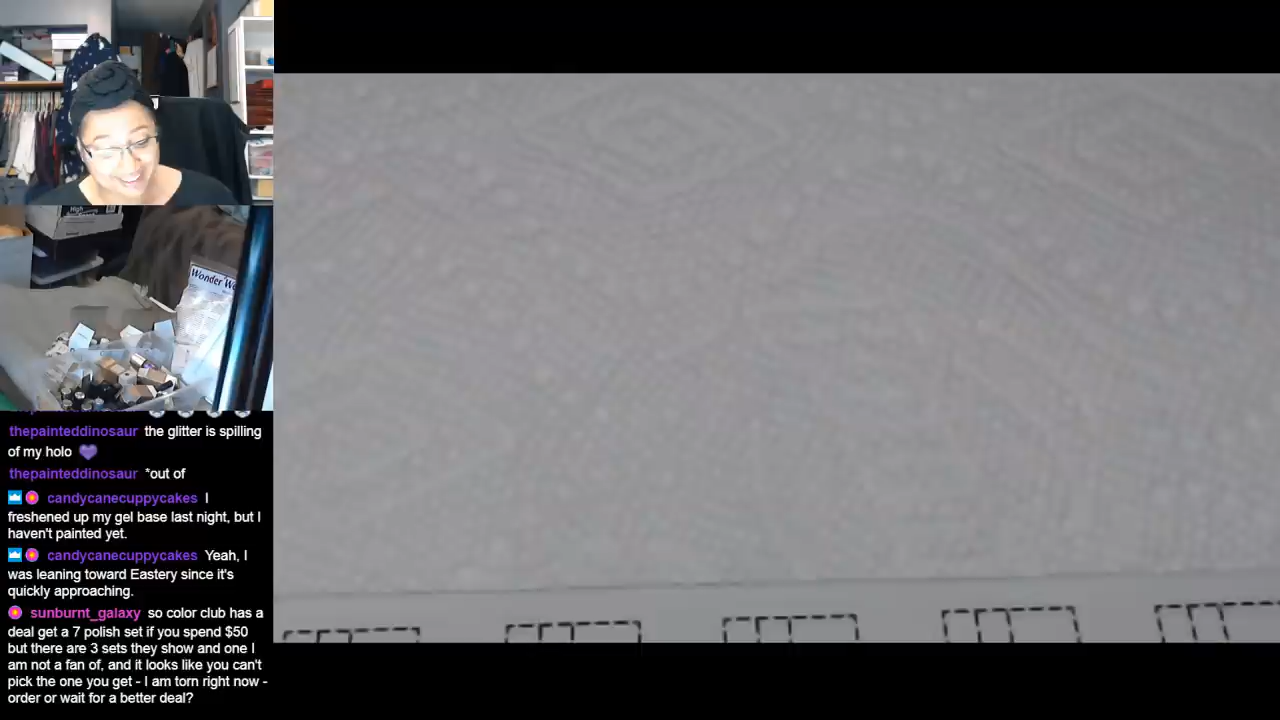 High
Wonder We
thepainteddinosaur the glitter is spilling
of my holo
thepainteddinosaur *out of
candycanecuppycakes I
freshened up my gel base last night, but I
haven't painted yet.
candycanecuppycakes Yeah, I
was leaning toward Eastery since it's
quickly approaching.
sunburnt_galaxy so color club has a
deal get a 7 polish set if you spend $50
but there are 3 sets they show and one I
am not a fan of, and it looks like you can't
pick the one you get - I am torn right now -
order or wait for a better deal?